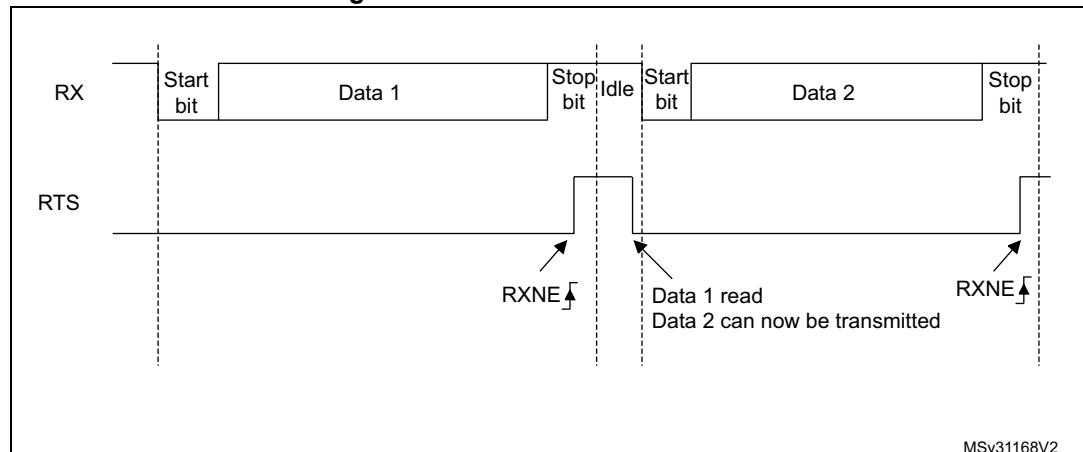 RX
Start
bit
Data 1
Stop
bit
Idle
Start
bit
Data 2
Stop
bit
RTS
RXNE
Data 1 read
Data 2 can now be transmitted
RXNE
MSv31168V2